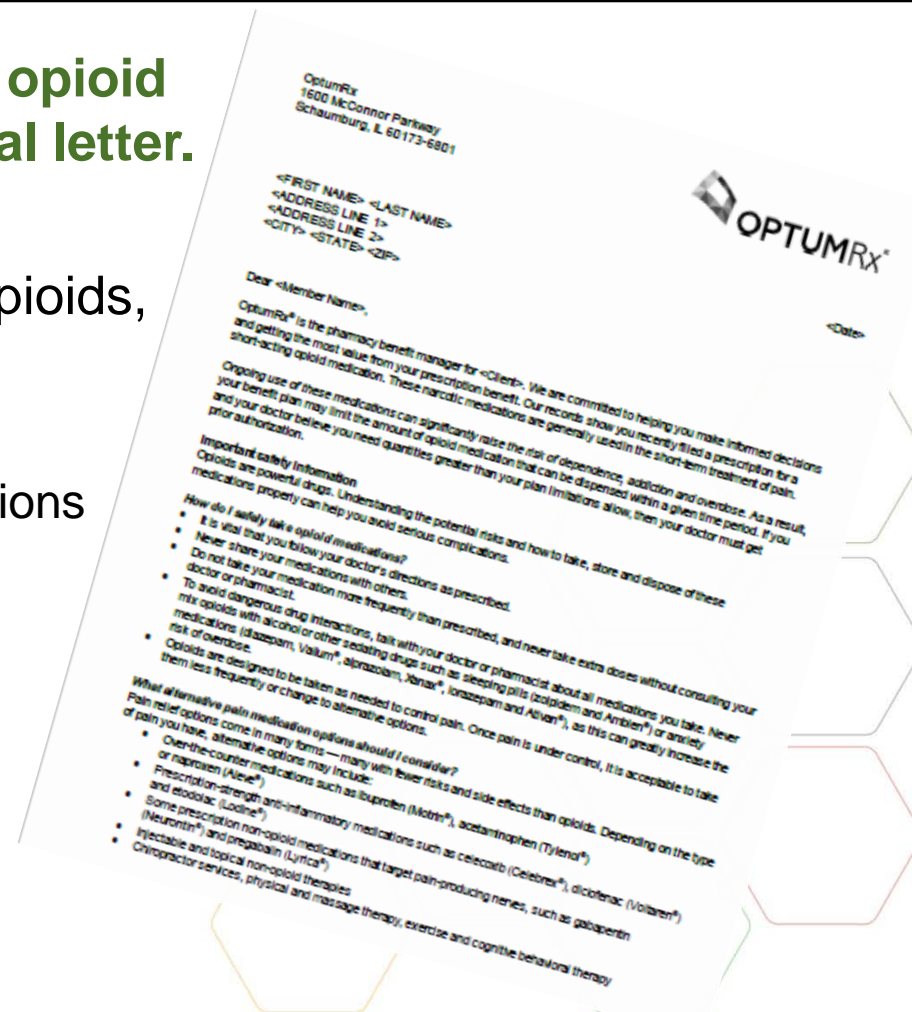 opioid
al letter.
pioids,
ions
OptumRx
1600 McConnor Parkway
Schaumburg, IL 60173-6801
OPTUMRx®
<FIRST NAME> <LAST NAME>
<ADDRESS LINE 1>
<ADDRESS LINE 2>
<CITY> <STATE> <ZIP>
<Date>
Dear <Member Name>,
OptumRx® is the pharmacy benefit manager for <Client>. We are committed to helping you make informed decisions
and getting the most value from your prescription benefit. Our records show you recently filled a prescription for a
short-acting opioid medication. These narcotic medications are generally used in the short-term treatment of pain.
Ongoing use of these medications can significantly raise the risk of dependence, addiction and overdose. As a result,
your benefit plan may limit the amount of opioid medication that can be dispensed within a given time period. If you
and your doctor believe you need quantities greater than your plan limitations allow, then your doctor must get
prior authorization.
Important safety information
Opioids are powerful drugs. Understanding the potential risks and how to take, store and dispose of these
medications properly can help you avoid serious complications.
How do I safely take opioid medications?
• It is vital that you follow your doctor's directions as prescribed.
• Never share your medications with others.
• Do not take your medication more frequently than prescribed, and never take extra doses without consulting your
doctor or pharmacist.
• To avoid dangerous drug interactions, talk with your doctor or pharmacist about all medications you take. Never
mix opioids with alcohol or other sedating drugs such as sleeping pills (zolpidem and Ambien®) or anxiety
medications (diazepam, Valium®, alprazolam, Xanax®, lorazepam and Ativan®), as this can greatly increase the
risk of overdose.
• Opioids are designed to be taken as needed to control pain. Once pain is under control, it is acceptable to take
them less frequently or change to alternative options.
What alternative pain medication options should I consider?
Pain relief options come in many forms — many with fewer risks and side effects than opioids. Depending on the type
of pain you have, alternative options may include:
• Over-the-counter medications such as ibuprofen (Motrin®), acetaminophen (Tylenol®)
or naproxen (Aleve®)
• Prescription-strength anti-inflammatory medications such as celecoxib (Celebrex®), diclofenac (Voltaren®)
and etodolac (Lodine®)
• Some prescription non-opioid medications that target pain-producing nerves, such as gabapentin
(Neurontin®) and pregabalin (Lyrica®)
• Injectable and topical non-opioid therapies
• Chiropractor services, physical and massage therapy, exercise and cognitive behavioral therapy